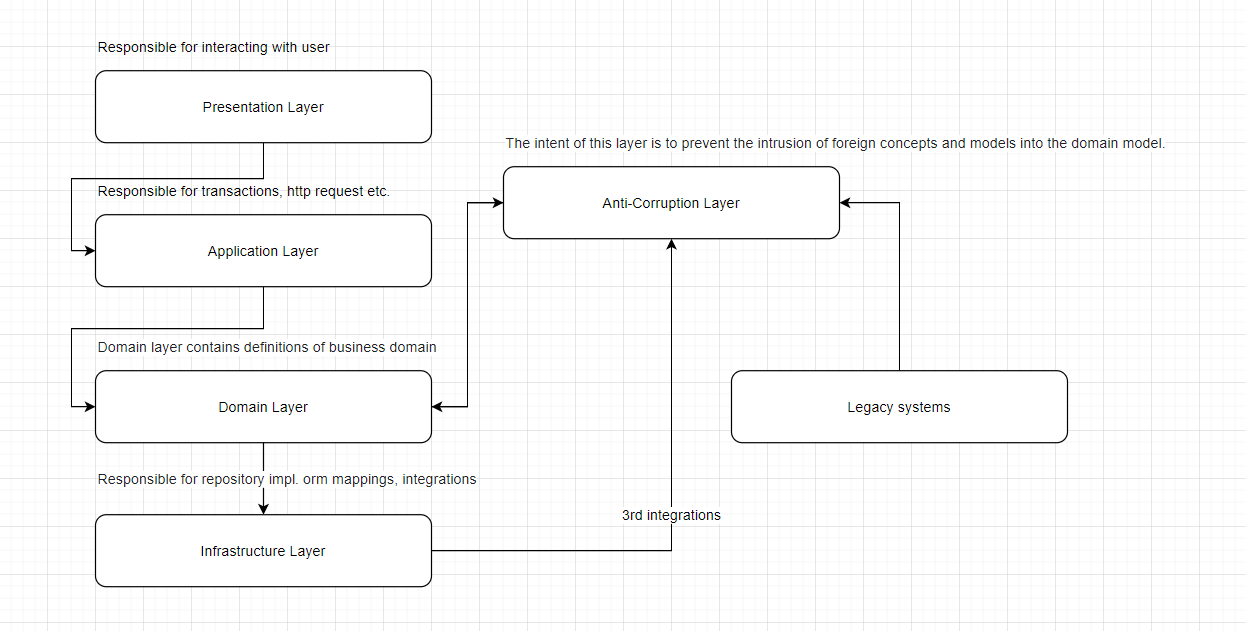 Responsible for interacting with user
Presentation Layer
The intent of this layer is to prevent the intrusion of foreign concepts and models into the domain model.
Responsible for transactions, http request etc.
Anti-Corruption Layer
Application Layer
Domain layer contains definitions of business domain
Domain Layer
Legacy systems
Responsible for repository impl. orm mappings, integrations
3rd integrations
Infrastructure Layer